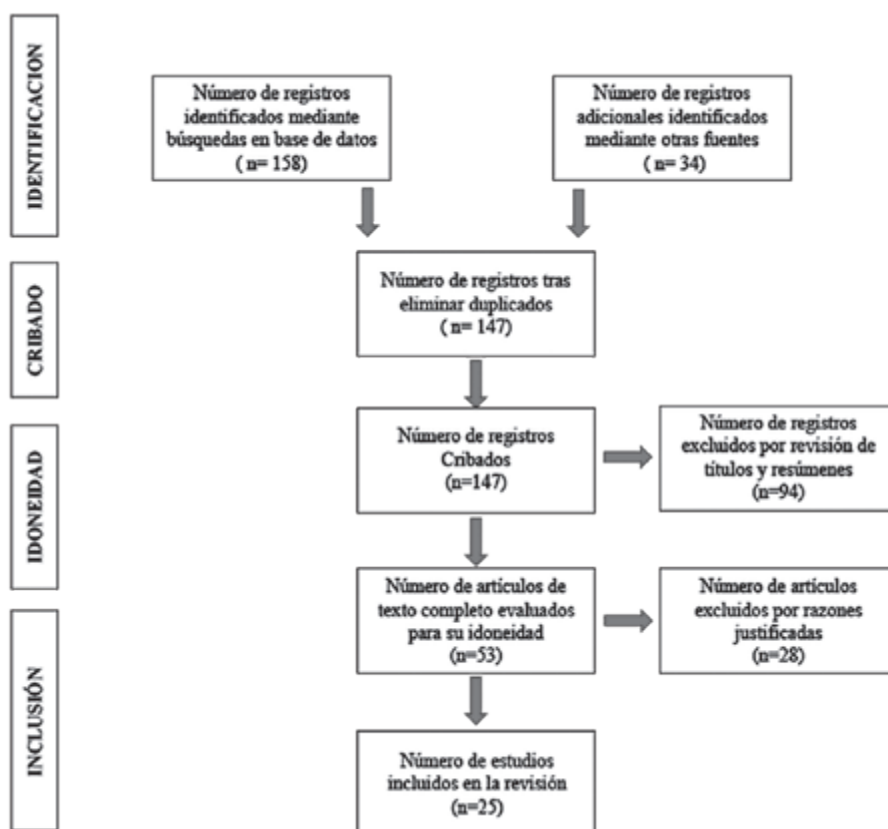 IDENTIFICACION
Número de registros
identificados mediante
búsquedas en base de datos
( n= 158)
Número de registros
adicionales identificados
mediante otras fuentes
( n= 34)
CRIBADO
Número de registros tras
eliminar duplicados
( n= 147)
Número de registros
Cribados
(n=147)
Número de registros
excluidos por revisión de
títulos y resúmenes
(n=94)
IDONEIDAD
Número de artículos de
texto completo evaluados
para su idoneidad
(n=53)
Número de artículos
excluidos por razones
justificadas
(n=28)
INCLUSIÓN
Número de estudios
incluidos en la revisión
(n=25)